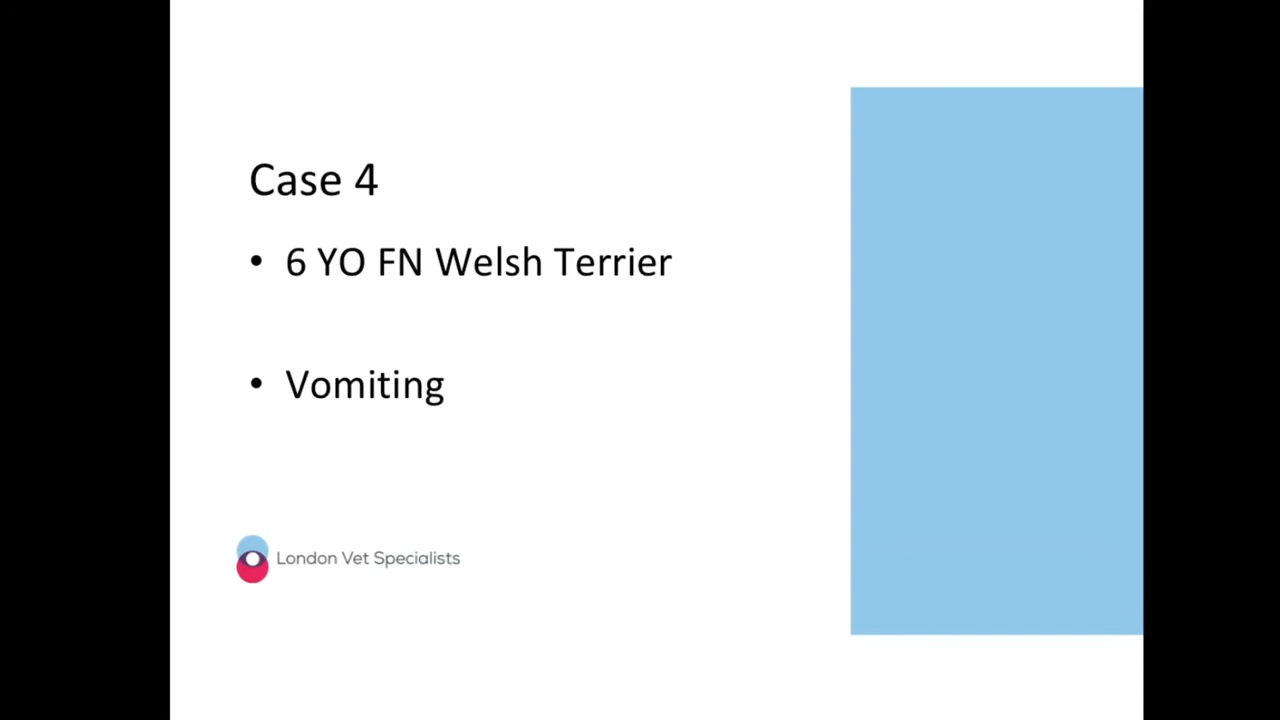 Case 4
• 6 YO FN Welsh Terrier
• Vomiting
London Vet Specialists